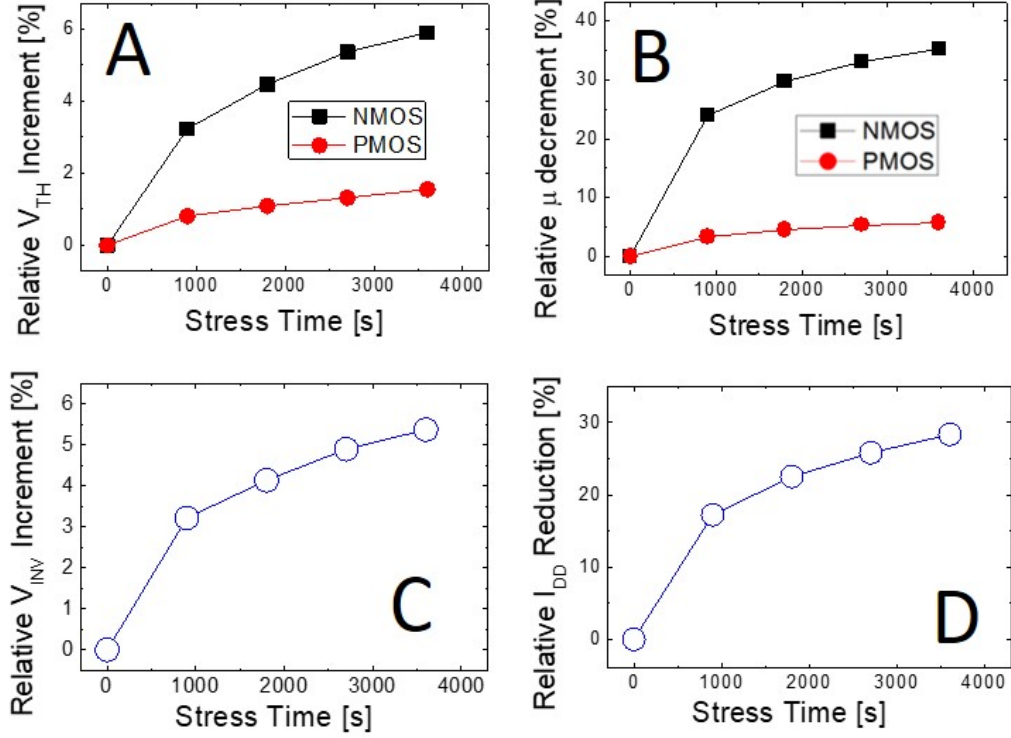 Relative V_TH Increment [%]
6
4
2
0
A
NMOS
PMOS
0 1000 2000 3000 4000
Stress Time [s]
Relative μ decrement [%]
40
30
20
10
0
B
NMOS
PMOS
0 1000 2000 3000 4000
Stress Time [s]
Relative V_INV Increment [%]
6
5
4
3
2
1
0
C
0 1000 2000 3000 4000
Stress Time [s]
Relative I_DD Reduction [%]
30
20
10
0
D
0 1000 2000 3000 4000
Stress Time [s]